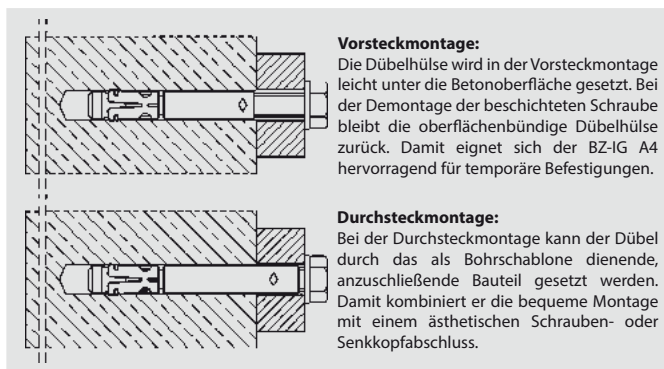 Vorsteckmontage:
Die Dübelhülse wird in der Vorsteckmontage
leicht unter die Betonoberfläche gesetzt. Bei
der Demontage der beschichteten Schraube
bleibt die oberflächenbündige Dübelhülse
zurück. Damit eignet sich der BZ-IG A4
hervorragend für temporäre Befestigungen.
Durchsteckmontage:
Bei der Durchsteckmontage kann der Dübel
durch das als Bohrschablone dienende,
anzuschließende Bauteil gesetzt werden.
Damit kombiniert er die bequeme Montage
mit einem ästhetischen Schrauben- oder
Senkkopfabschluss.